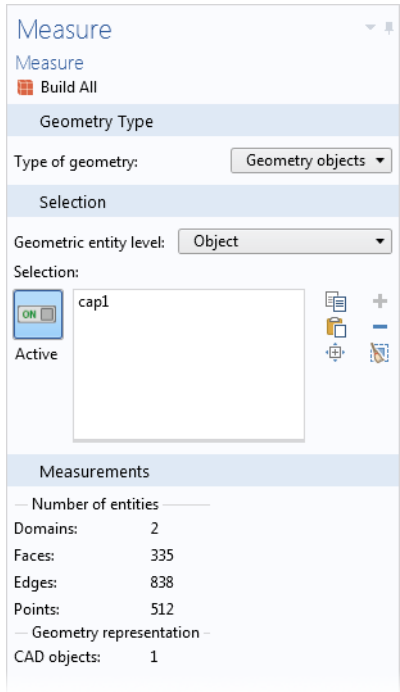 Measure
Measure
Build All
Geometry Type
Type of geometry: Geometry objects
Selection
Geometric entity level: Object
Selection:
cap1
ON
Active
Measurements
Number of entities
Domains: 2
Faces: 335
Edges: 838
Points: 512
Geometry representation
CAD objects: 1